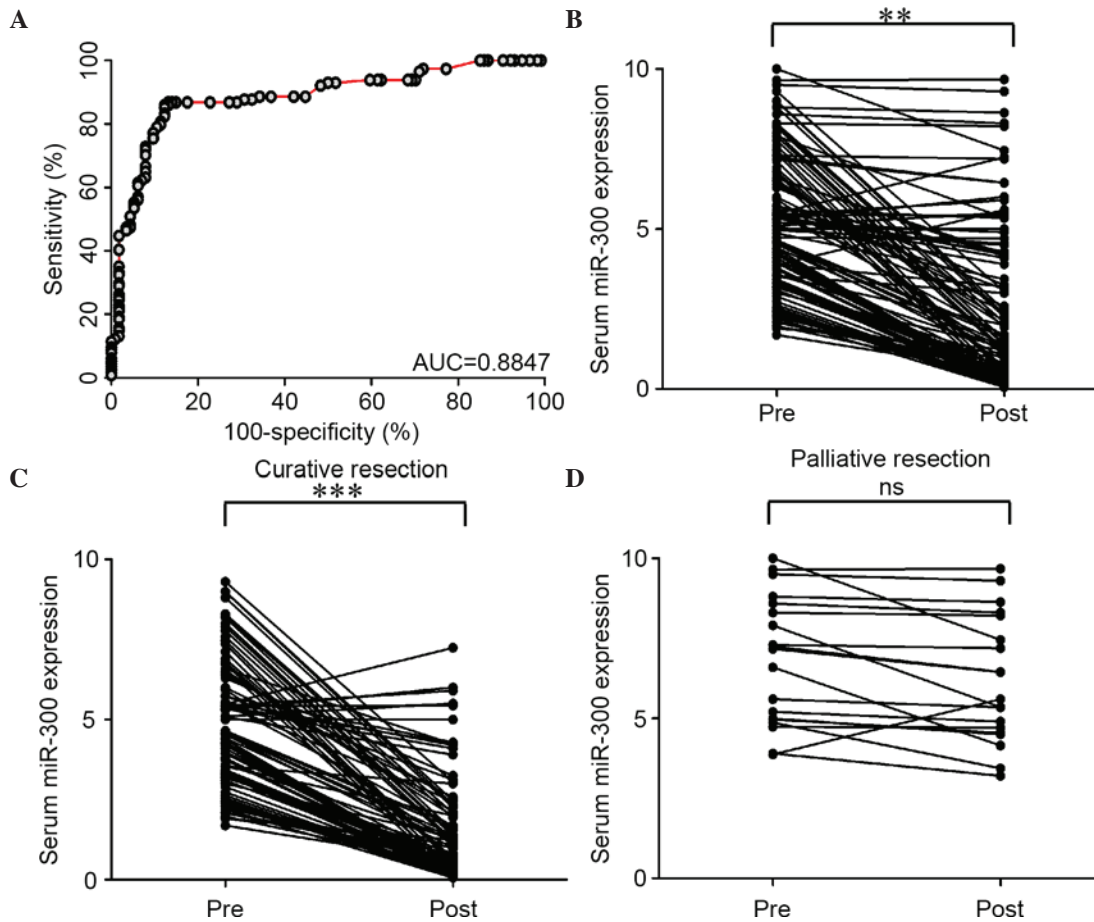 A
Sensitivity (%)
100
80
60
40
20
0
0 20 40 60 80 100
AUC=0.8847
100-specificity (%)
B
**
Serum miR-300 expression
10
5
0
Pre Post
C
Curative resection
***
Serum miR-300 expression
10
5
0
Pre Post
D
Palliative resection
ns
Serum miR-300 expression
10
5
0
Pre Post